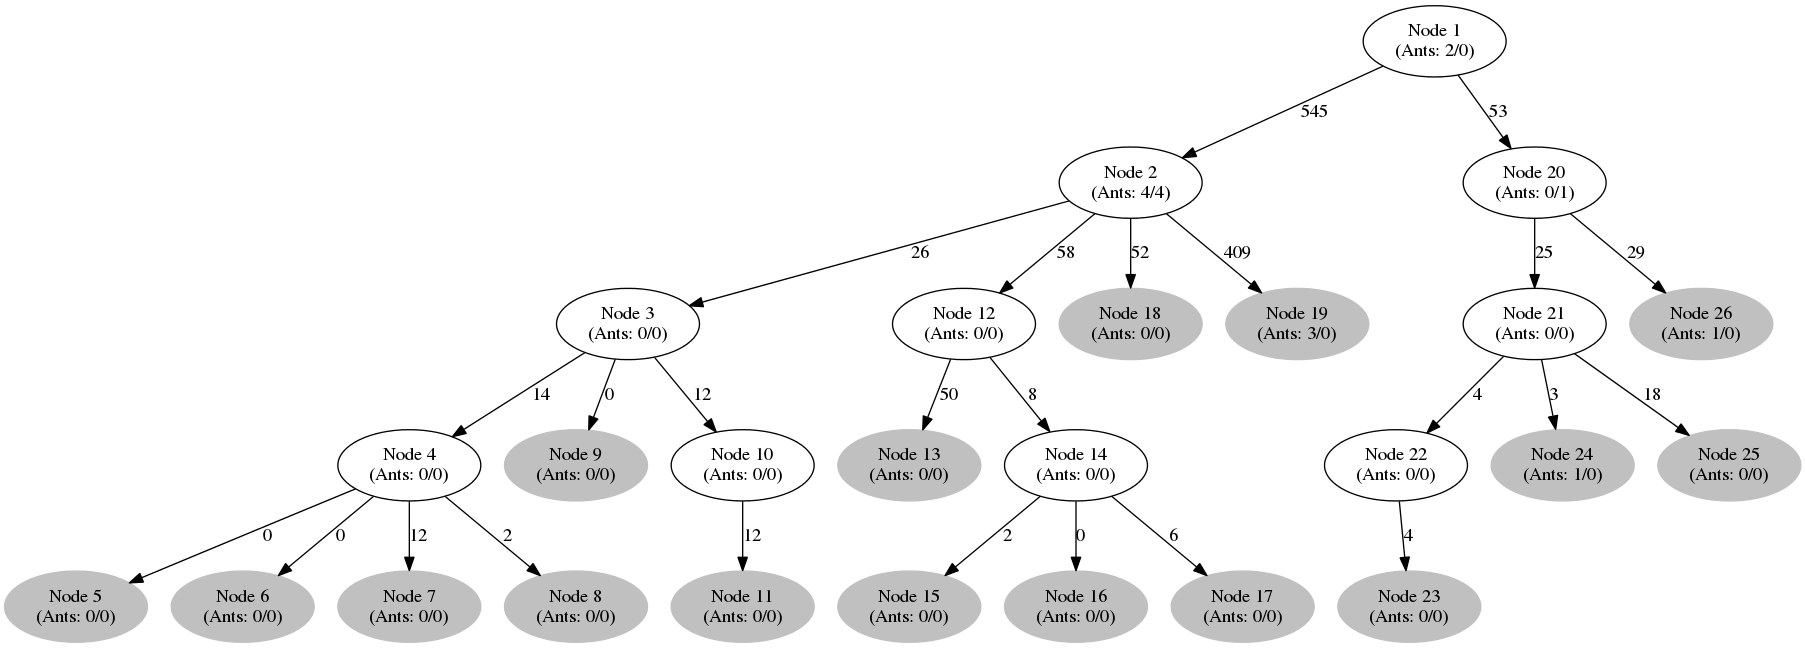 Node 1
(Ants: 2/0)
545
53
Node 2
(Ants: 4/4)
Node 20
(Ants: 0/1)
26
58
52
409
25
29
Node 3
(Ants: 0/0)
Node 12
(Ants: 0/0)
Node 18
(Ants: 0/0)
Node 19
(Ants: 3/0)
Node 21
(Ants: 0/0)
Node 26
(Ants: 1/0)
14
0
12
50
8
4
3
18
Node 4
(Ants: 0/0)
Node 9
(Ants: 0/0)
Node 10
(Ants: 0/0)
Node 13
(Ants: 0/0)
Node 14
(Ants: 0/0)
Node 22
(Ants: 0/0)
Node 24
(Ants: 1/0)
Node 25
(Ants: 0/0)
0
0
12
2
12
2
0
6
4
Node 5
(Ants: 0/0)
Node 6
(Ants: 0/0)
Node 7
(Ants: 0/0)
Node 8
(Ants: 0/0)
Node 11
(Ants: 0/0)
Node 15
(Ants: 0/0)
Node 16
(Ants: 0/0)
Node 17
(Ants: 0/0)
Node 23
(Ants: 0/0)